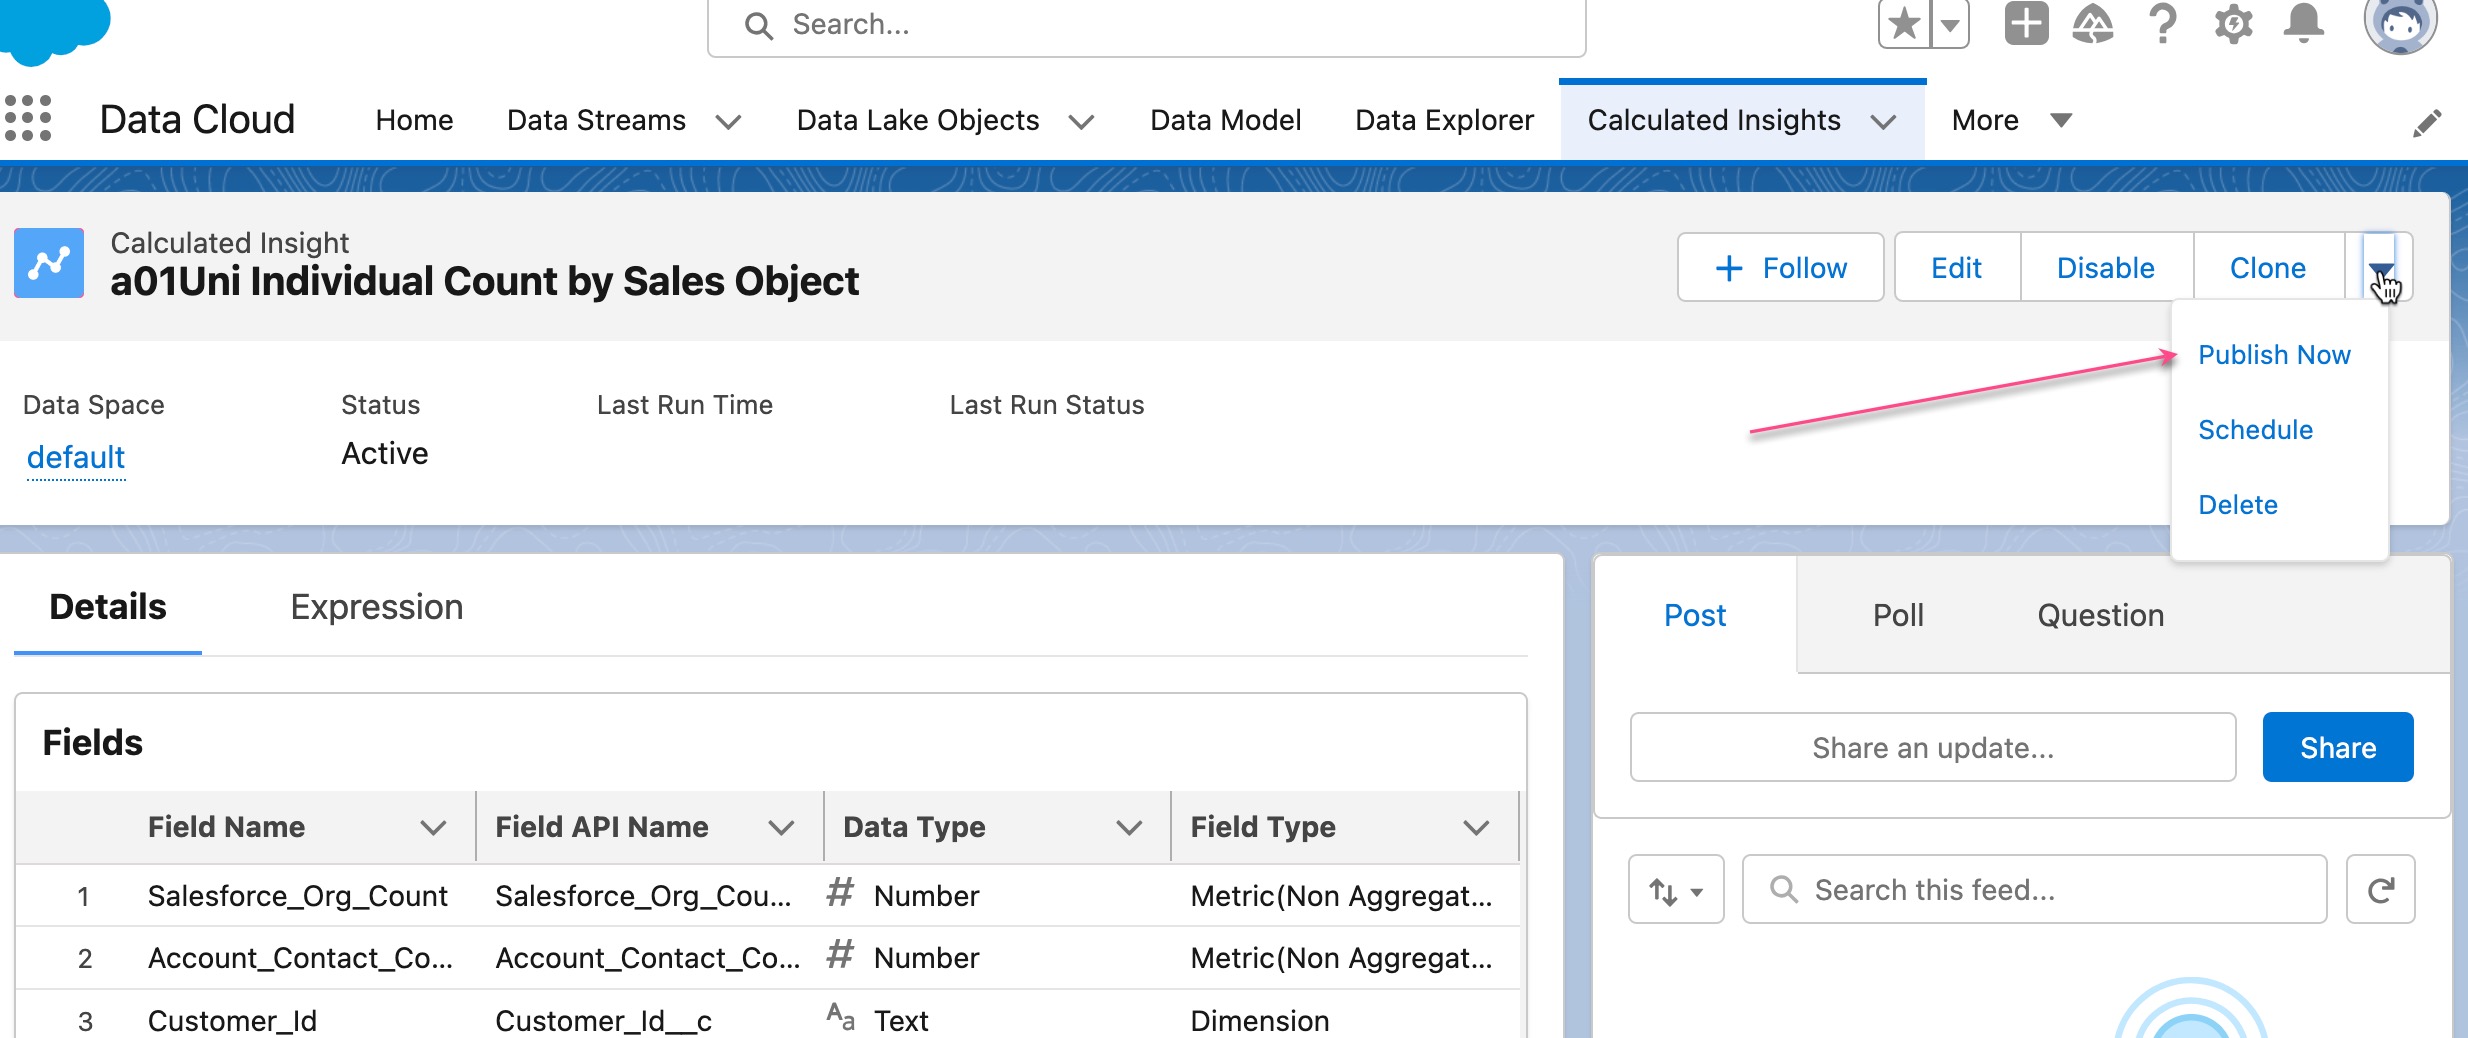 Search...
Data Cloud Home Data Streams Data Lake Objects Data Model Data Explorer Calculated Insights More
Calculated Insight
a01Uni Individual Count by Sales Object
Follow Edit Disable Clone
Publish Now
Schedule
Delete
Data Space Status Last Run Time Last Run Status
default Active
Details Expression
Post Poll Question
Fields
Share an update... Share
Field Name Field API Name Data Type Field Type
1 Salesforce_Org_Count Salesforce_Org_Cou... # Number Metric(Non Aggregat...
Search this feed...
2 Account_Contact_Co... Account_Contact_Co... # Number Metric(Non Aggregat...
3 Customer_Id Customer_Id__c Aa Text Dimension